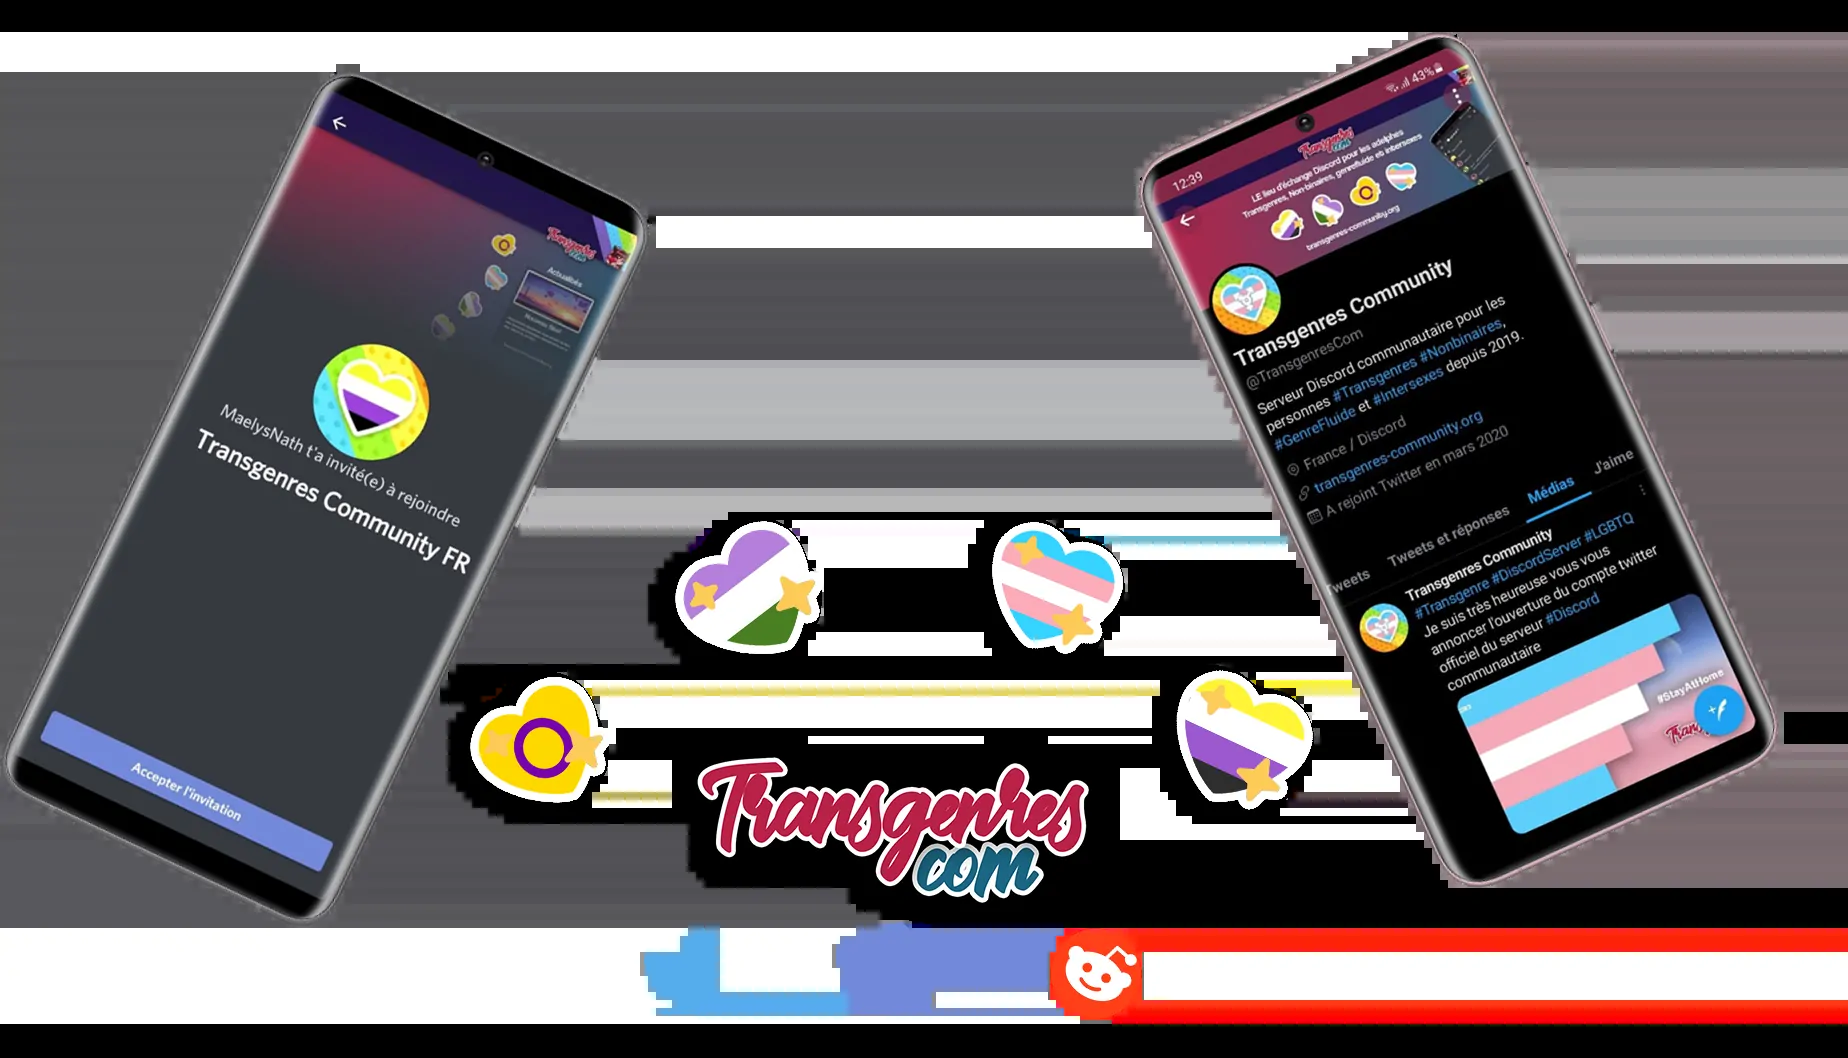 Transgenres
com
Actualités
MaelysNath t'a invité(e) à rejoindre
Transgenres Community FR
Accepter l'invitation
Transgenres
com
12:39
43%
Transgenres
com
LE lieu d'échange Discord pour les adelphes
Transgenres, Non-binaires, genrefluide et intersexes
transgenres-community.org
Transgenres Community
@TransgenresCom
Serveur Discord communautaire pour les
personnes #Transgenres #Nonbinaires,
#GenreFluide et #Intersexes depuis 2019.
France / Discord
transgenres-community.org
A rejoint Twitter en mars 2020
Tweets
Tweets et réponses
Médias
J'aime
Transgenres Community
#Transgenre #DiscordServer #LGBTQ
Je suis très heureuse vous vous
annoncer l'ouverture du compte twitter
officiel du serveur #Discord
communautaire
#StayAtHome